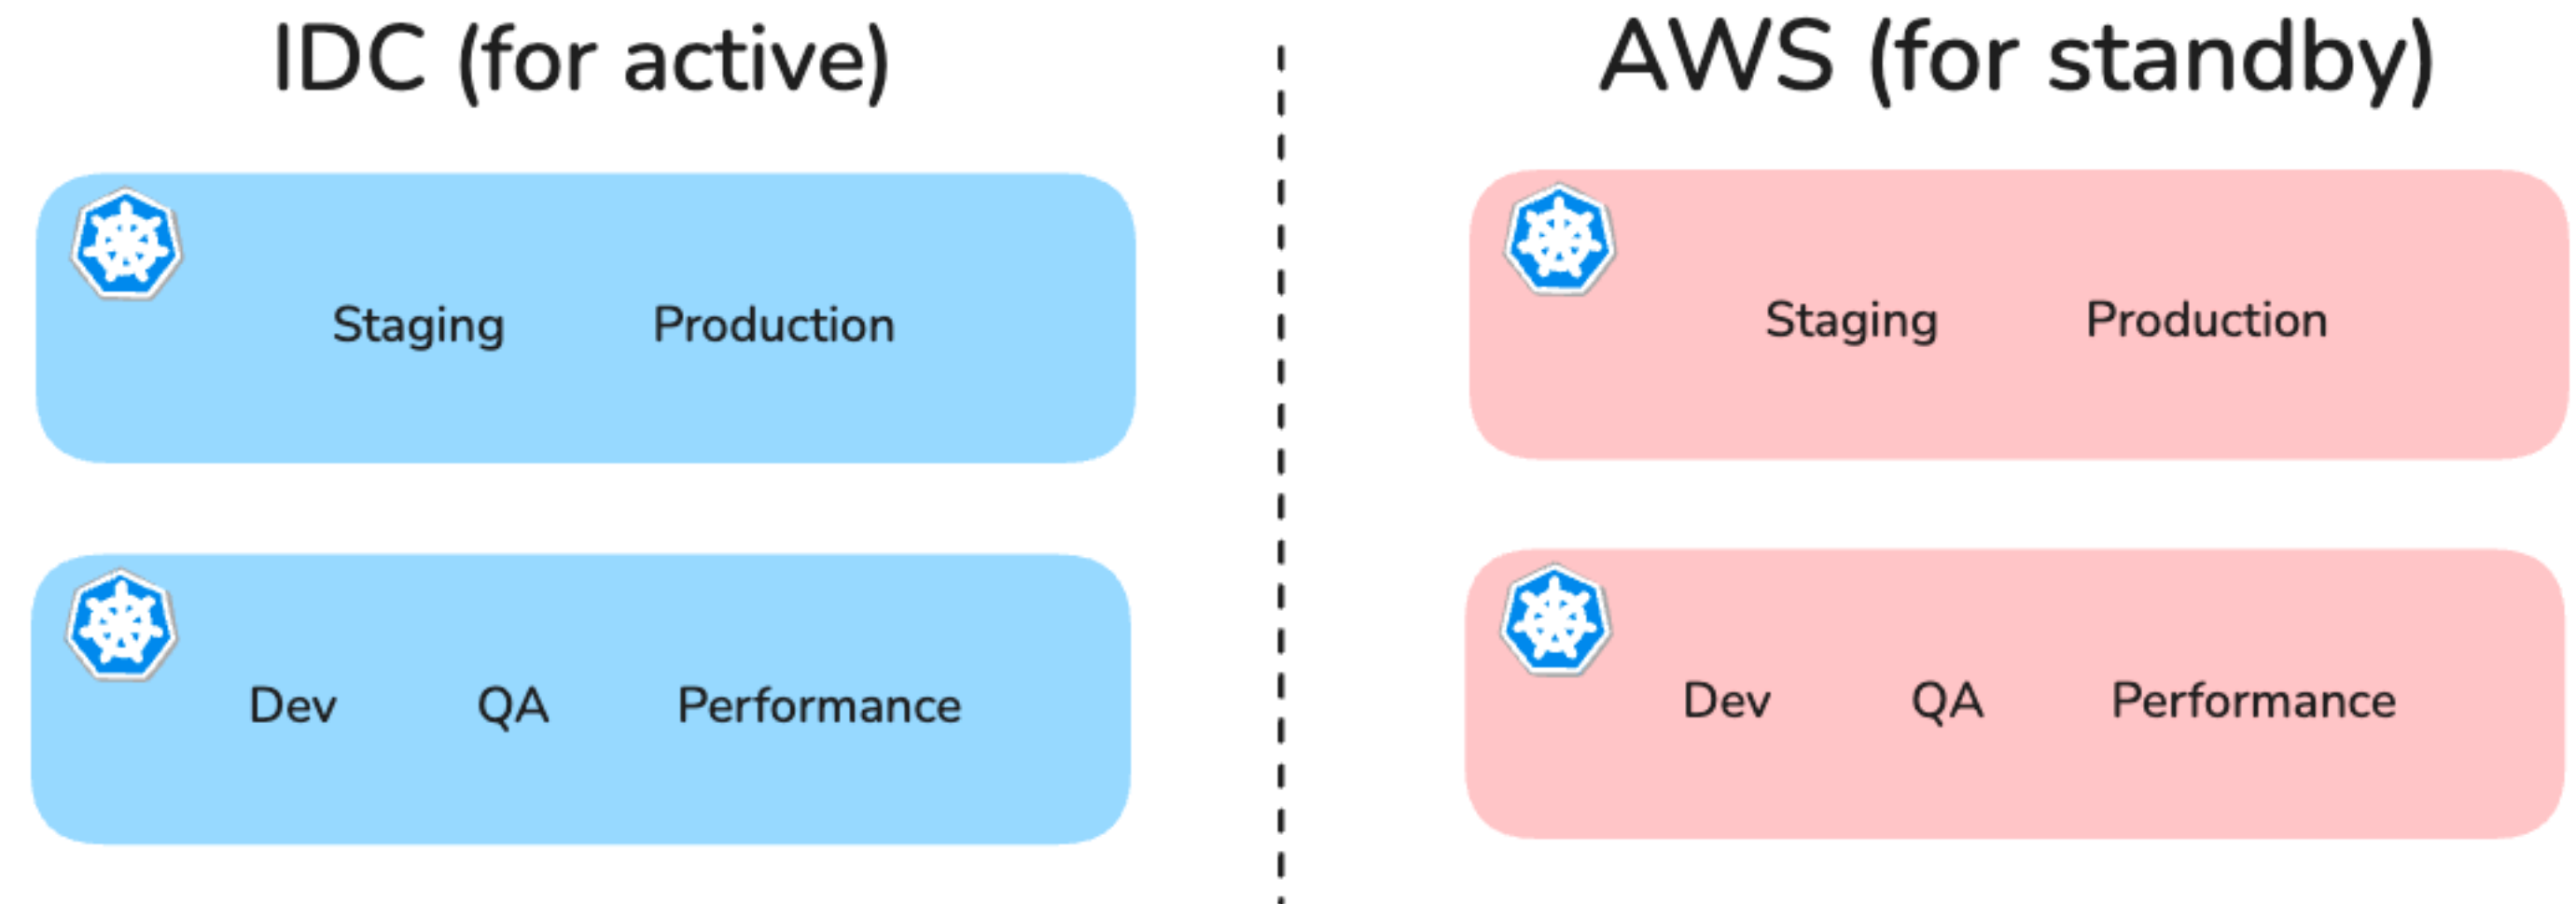 IDC (for active)
AWS (for standby)
Staging Production
Staging Production
Dev QA Performance
Dev QA Performance